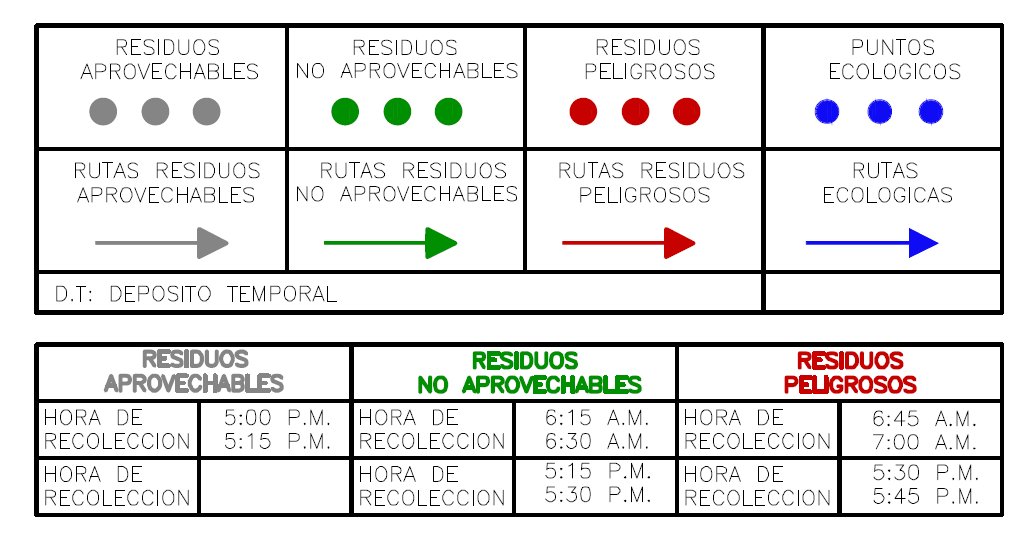 RESIDUOS
APROVECHABLES
RESIDUOS
NO APROVECHABLES
RESIDUOS
PELIGROSOS
PUNTOS
ECOLOGICOS
RUTAS RESIDUOS
APROVECHABLES
RUTAS RESIDUOS
NO APROVECHABLES
RUTAS RESIDUOS
PELIGROSOS
RUTAS
ECOLOGICAS
D.T: DEPOSITO TEMPORAL
RESIDUOS
APROVECHABLES
RESIDUOS
NO APROVECHABLES
RESIDUOS
PELIGROSOS
HORA DE
RECOLECCION
5:00 P.M.
5:15 P.M.
HORA DE
RECOLECCION
6:15 A.M.
6:30 A.M.
HORA DE
RECOLECCION
6:45 A.M.
7:00 A.M.
HORA DE
RECOLECCION
HORA DE
RECOLECCION
5:15 P.M.
5:30 P.M.
HORA DE
RECOLECCION
5:30 P.M.
5:45 P.M.